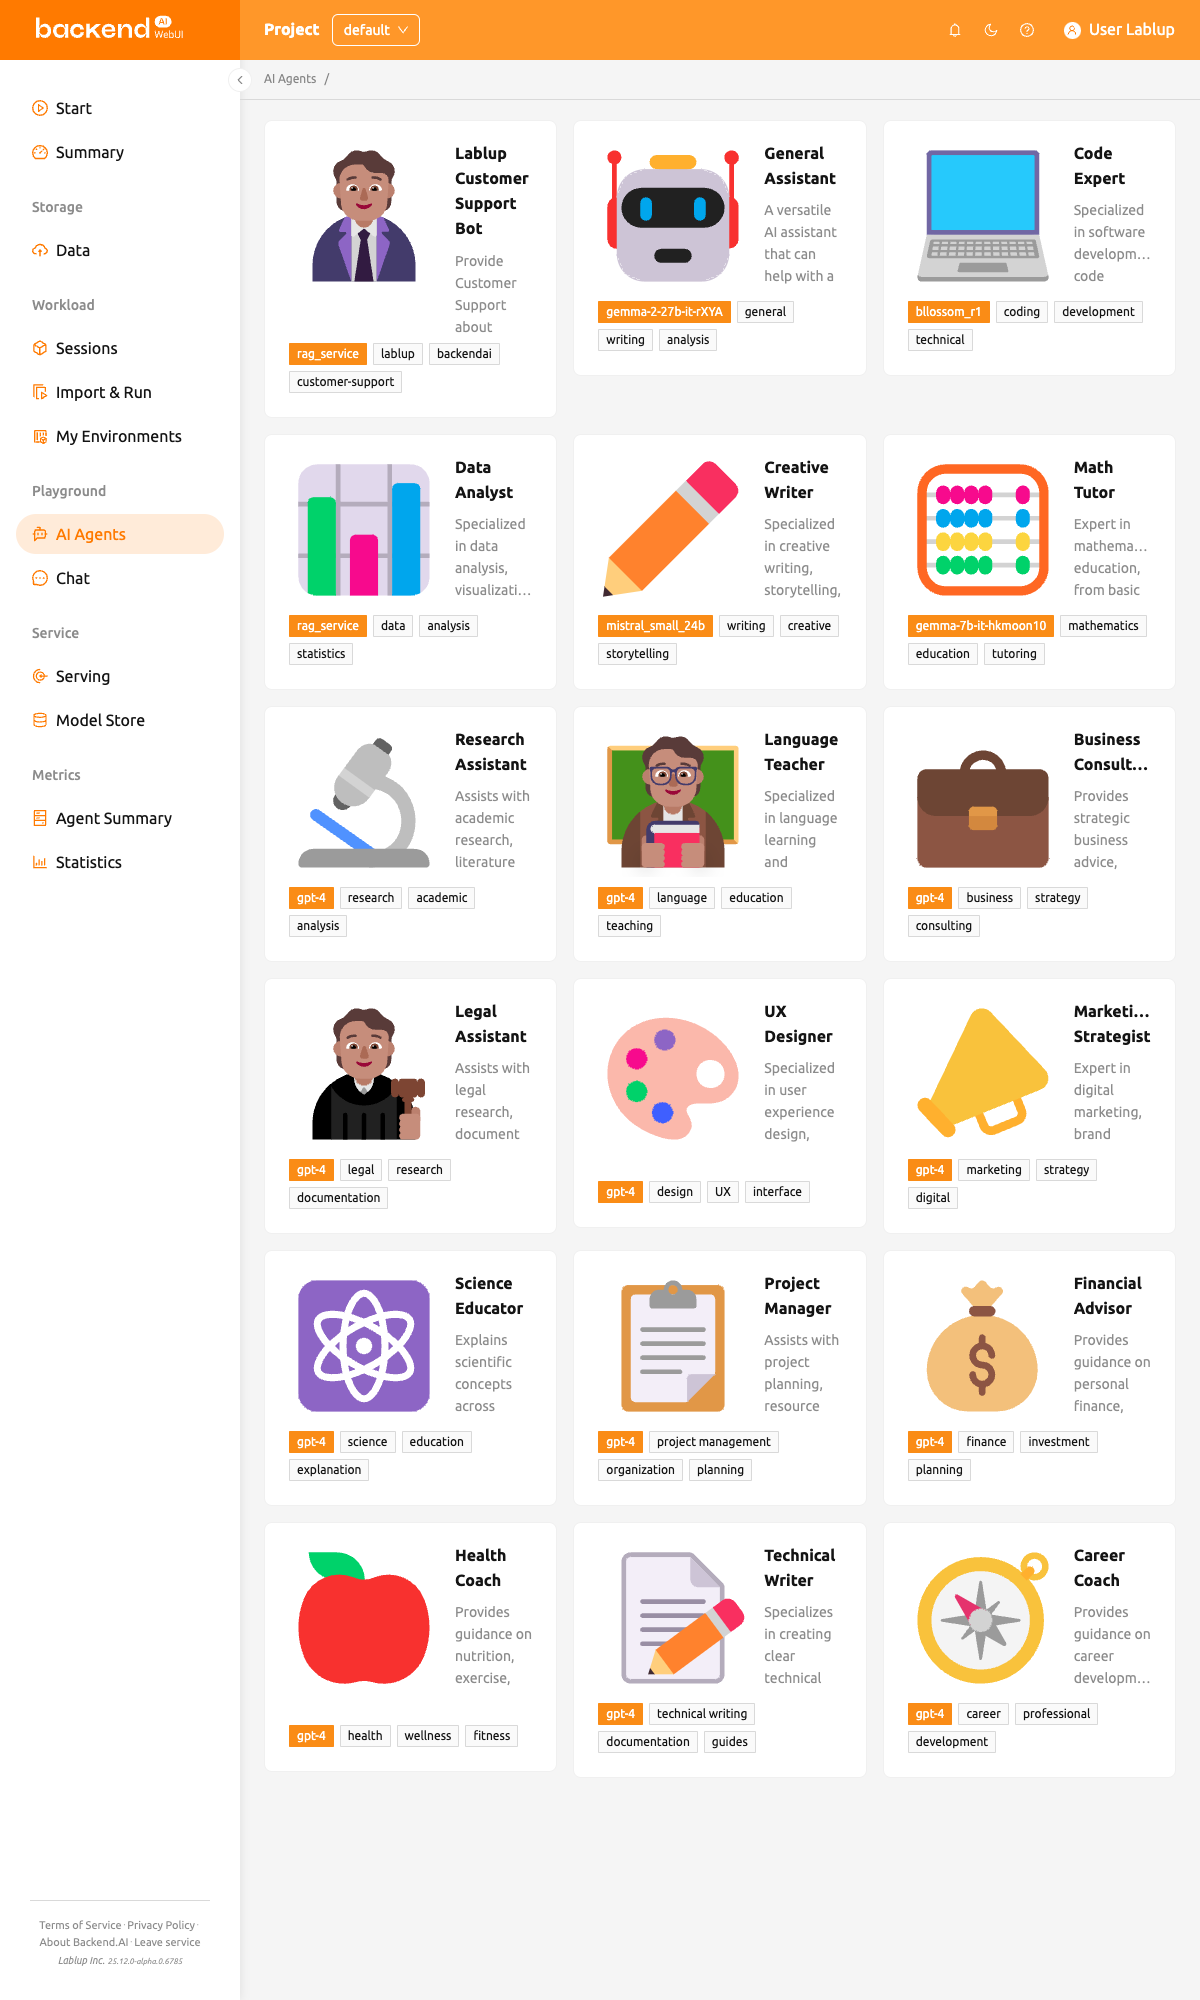 backend AI WebUI
Project default
User Lablup
AI Agents /
Start
Summary
Storage
Data
Workload
Sessions
Import & Run
My Environments
Playground
AI Agents
Chat
Service
Serving
Model Store
Metrics
Agent Summary
Statistics
Terms of Service · Privacy Policy ·
About Backend.AI · Leave service
Lablup Inc. 25.12.0-alpha.0.6785
Lablup
Customer
Support
Bot
Provide
Customer
Support
about
rag_service lablup backendai
customer-support
General
Assistant
A versatile
AI assistant
that can
help with a
gemma-2-27b-it-rXYA general
writing analysis
Code
Expert
Specialized
in software
developm...
code
bllossom_r1 coding development
technical
Data
Analyst
Specialized
in data
analysis,
visualizati...
rag_service data analysis
statistics
Creative
Writer
Specialized
in creative
writing,
storytelling,
mistral_small_24b writing creative
storytelling
Math
Tutor
Expert in
mathema...
education,
from basic
gemma-7b-it-hkmoon10 mathematics
education tutoring
Research
Assistant
Assists with
academic
research,
literature
gpt-4 research academic
analysis
Language
Teacher
Specialized
in language
learning
and
gpt-4 language education
teaching
Business
Consult...
Provides
strategic
business
advice,
gpt-4 business strategy
consulting
Legal
Assistant
Assists with
legal
research,
document
gpt-4 legal research
documentation
UX
Designer
Specialized
in user
experience
design,
gpt-4 design UX interface
Marketi...
Strategist
Expert in
digital
marketing,
brand
gpt-4 marketing strategy
digital
Science
Educator
Explains
scientific
concepts
across
gpt-4 science education
explanation
Project
Manager
Assists with
project
planning,
resource
gpt-4 project management
organization planning
$
Financial
Advisor
Provides
guidance on
personal
finance,
gpt-4 finance investment
planning
Health
Coach
Provides
guidance on
nutrition,
exercise,
gpt-4 health wellness fitness
Technical
Writer
Specializes
in creating
clear
technical
gpt-4 technical writing
documentation guides
Career
Coach
Provides
guidance on
career
developm...
gpt-4 career professional
development